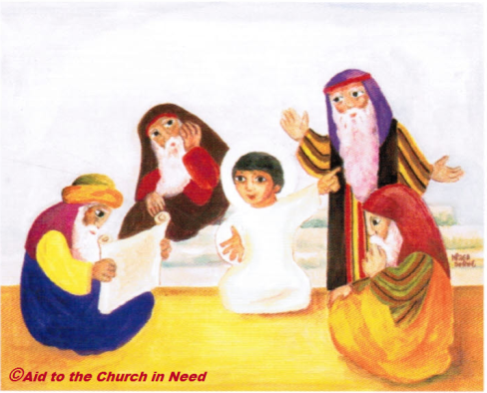 ©Aid to the Church in Need